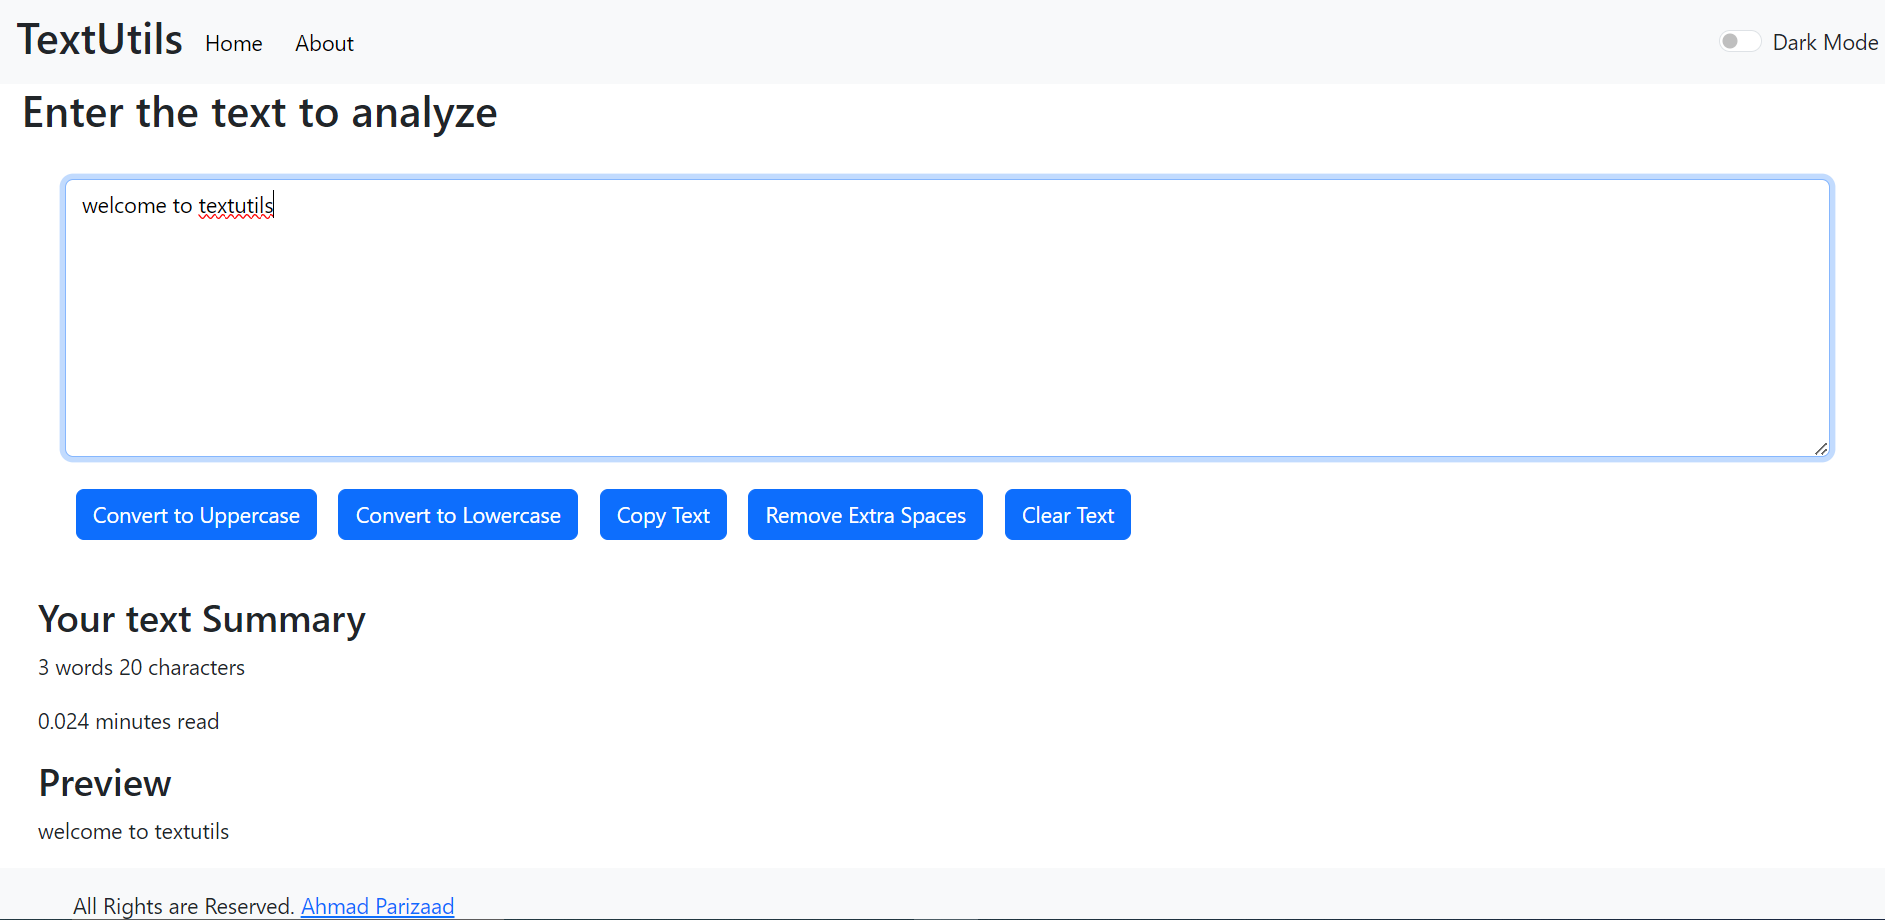 TextUtils Home About Dark Mode
Enter the text to analyze
welcome to textutils
Convert to Uppercase Convert to Lowercase Copy Text Remove Extra Spaces Clear Text
Your text Summary
3 words 20 characters
0.024 minutes read
Preview
welcome to textutils
All Rights are Reserved. Ahmad Parizaad